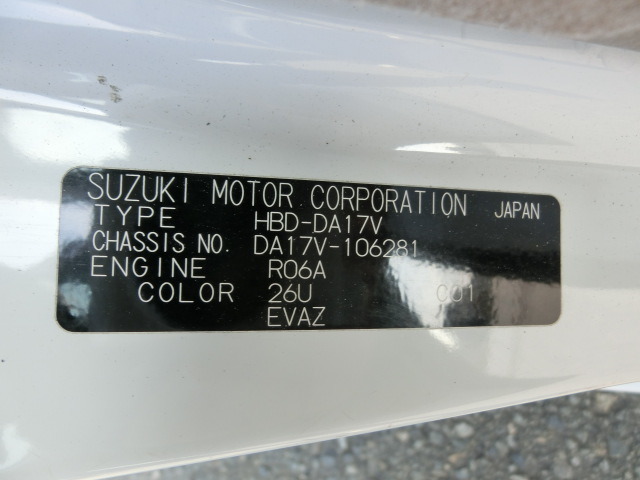 SUZUKI MOTOR CORPORATION JAPAN
TYPE HBD-DA17V
CHASSIS NO. DA17V-106281
ENGINE R06A
COLOR 26U C01
EVAZ